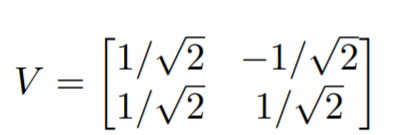 V = [1/√2 -1/√2
1/√2 1/√2]